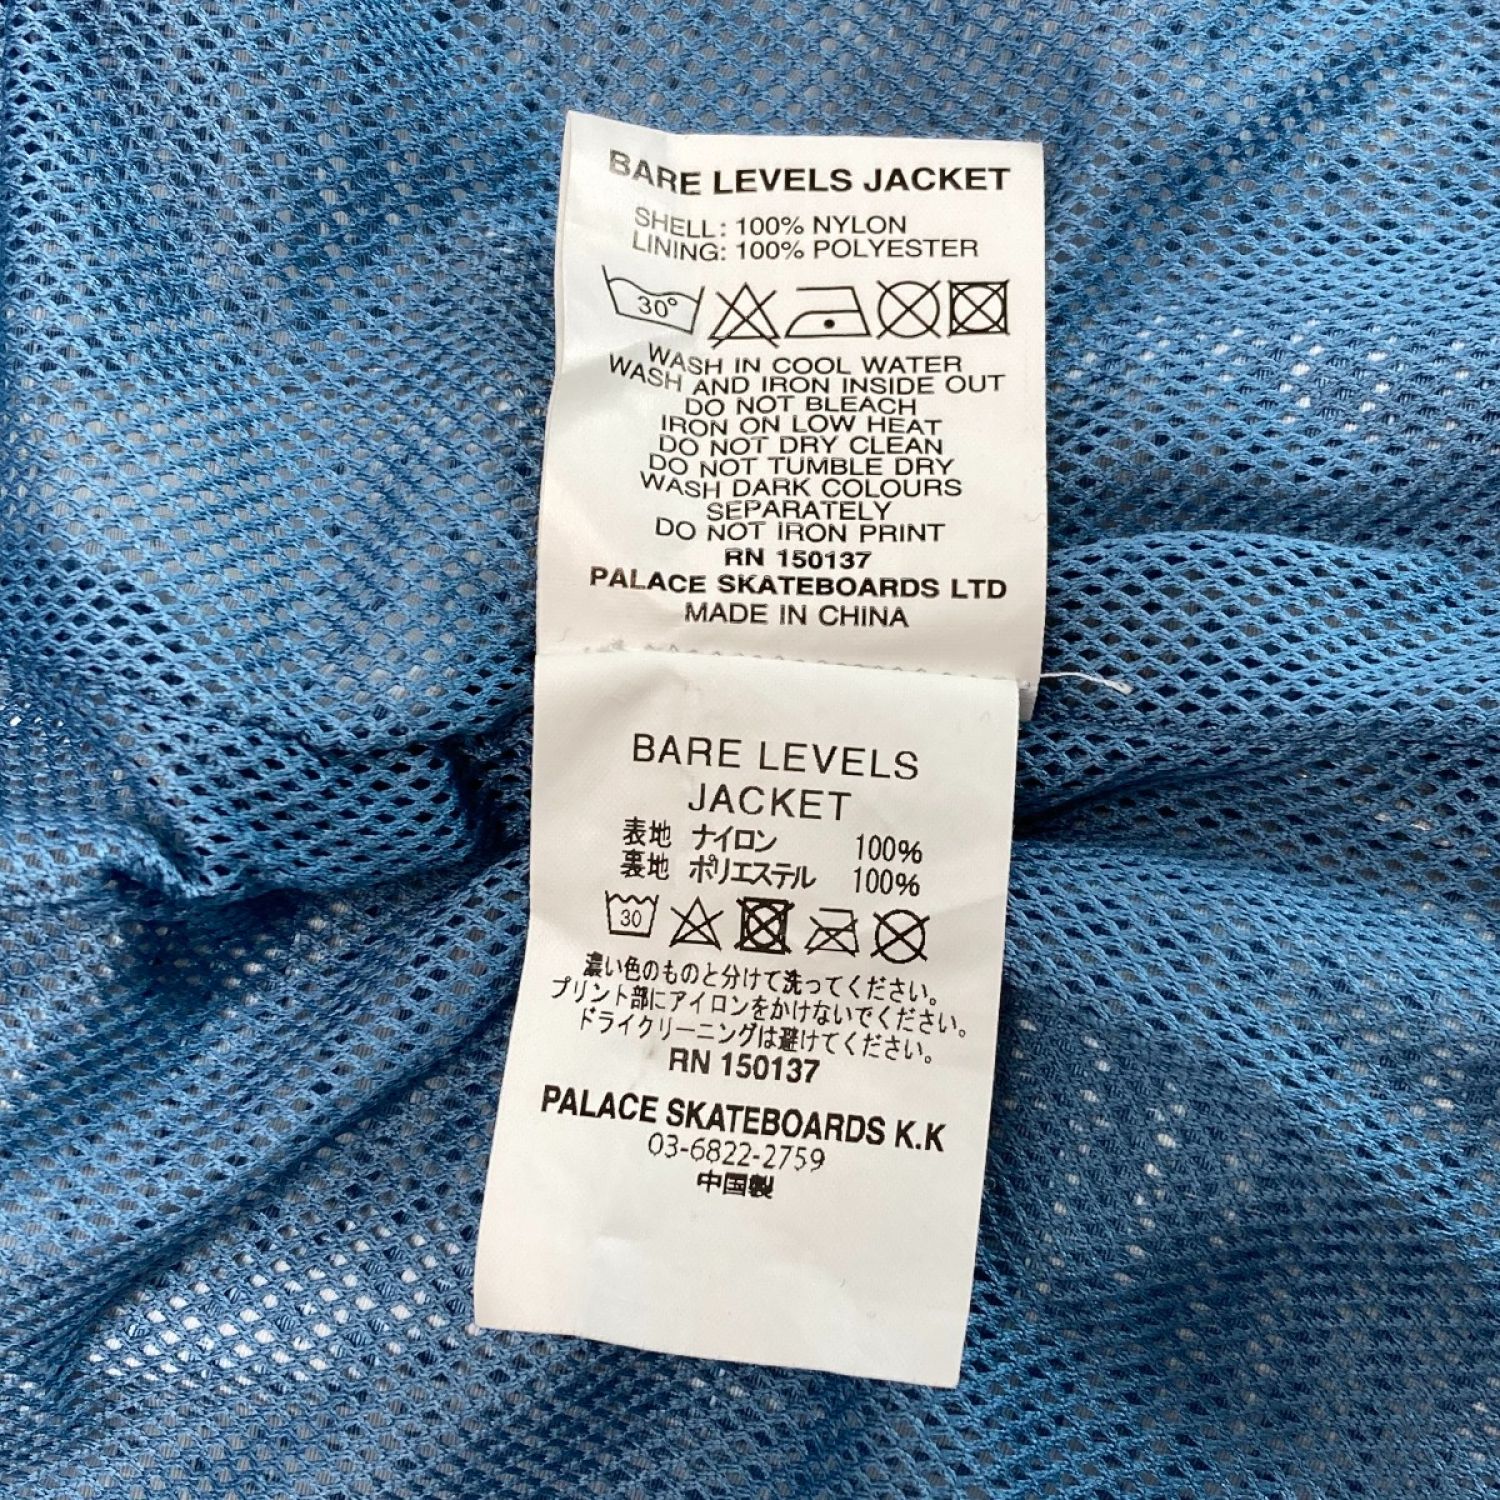 BARE LEVELS JACKET
SHELL: 100% NYLON
LINING: 100% POLYESTER
30°
WASH IN COOL WATER
WASH AND IRON INSIDE OUT
DO NOT BLEACH
IRON ON LOW HEAT
DO NOT DRY CLEAN
DO NOT TUMBLE DRY
WASH DARK COLOURS
SEPARATELY
DO NOT IRON PRINT
RN 150137
PALACE SKATEBOARDS LTD
MADE IN CHINA
BARE LEVELS
JACKET
表地 ナイロン 100%
裏地 ポリエステル 100%
30
濃い色のものと分けて洗ってください。
プリント部にアイロンをかけないでください。
ドライクリーニングは避けてください。
RN 150137
PALACE SKATEBOARDS K.K
03-6822-2759
中国製